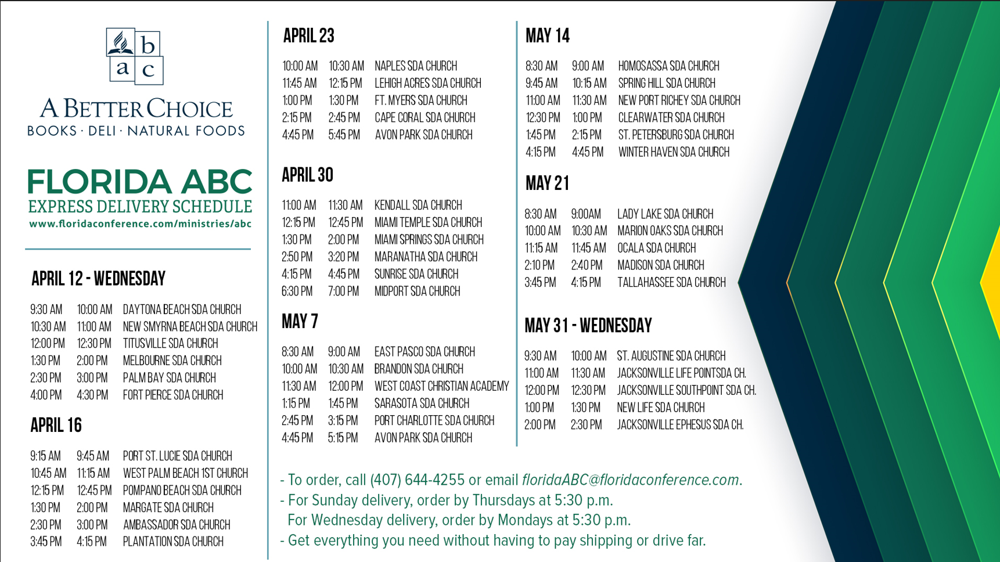 b
a c
A BETTER CHOICE
BOOKS · DELI · NATURAL FOODS
FLORIDA ABC
EXPRESS DELIVERY SCHEDULE
www.floridaconference.com/ministries/abc
APRIL 12 - WEDNESDAY
9:30 AM 10:00 AM DAYTONA BEACH SDA CHURCH
10:30 AM 11:00 AM NEW SMYRNA BEACH SDA CHURCH
12:00 PM 12:30 PM TITUSVILLE SDA CHURCH
1:30 PM 2:00 PM MELBOURNE SDA CHURCH
2:30 PM 3:00 PM PALM BAY SDA CHURCH
4:00 PM 4:30 PM FORT PIERCE SDA CHURCH
APRIL 16
9:15 AM 9:45 AM PORT ST. LUCIE SDA CHURCH
10:45 AM 11:15 AM WEST PALM BEACH 1ST CHURCH
12:15 PM 12:45 PM POMPANO BEACH SDA CHURCH
1:30 PM 2:00 PM MARGATE SDA CHURCH
2:30 PM 3:00 PM AMBASSADOR SDA CHURCH
3:45 PM 4:15 PM PLANTATION SDA CHURCH
APRIL 23
10:00 AM 10:30 AM NAPLES SDA CHURCH
11:45 AM 12:15 PM LEHIGH ACRES SDA CHURCH
1:00 PM 1:30 PM FT. MYERS SDA CHURCH
2:15 PM 2:45 PM CAPE CORAL SDA CHURCH
4:45 PM 5:45 PM AVON PARK SDA CHURCH
APRIL 30
11:00 AM 11:30 AM KENDALL SDA CHURCH
12:15 PM 12:45 PM MIAMI TEMPLE SDA CHURCH
1:30 PM 2:00 PM MIAMI SPRINGS SDA CHURCH
2:50 PM 3:20 PM MARANATHA SDA CHURCH
4:15 PM 4:45 PM SUNRISE SDA CHURCH
6:30 PM 7:00 PM MIDPORT SDA CHURCH
MAY 7
8:30 AM 9:00 AM EAST PASCO SDA CHURCH
10:00 AM 10:30 AM BRANDON SDA CHURCH
11:30 AM 12:00 PM WEST COAST CHRISTIAN ACADEMY
1:15 PM 1:45 PM SARASOTA SDA CHURCH
2:45 PM 3:15 PM PORT CHARLOTTE SDA CHURCH
4:45 PM 5:15 PM AVON PARK SDA CHURCH
MAY 14
8:30 AM 9:00 AM HOMOSASSA SDA CHURCH
9:45 AM 10:15 AM SPRING HILL SDA CHURCH
11:00 AM 11:30 AM NEW PORT RICHEY SDA CHURCH
12:30 PM 1:00 PM CLEARWATER SDA CHURCH
1:45 PM 2:15 PM ST. PETERSBURG SDA CHURCH
4:15 PM 4:45 PM WINTER HAVEN SDA CHURCH
MAY 21
8:30 AM 9:00AM LADY LAKE SDA CHURCH
10:00 AM 10:30 AM MARION OAKS SDA CHURCH
11:15 AM 11:45 AM OCALA SDA CHURCH
2:10 PM 2:40 PM MADISON SDA CHURCH
3:45 PM 4:15 PM TALLAHASSEE SDA CHURCH
MAY 31 - WEDNESDAY
9:30 AM 10:00 AM ST. AUGUSTINE SDA CHURCH
11:00 AM 11:30 AM JACKSONVILLE LIFE POINTSDA CH.
12:00 PM 12:30 PM JACKSONVILLE SOUTHPOINT SDA CH.
1:00 PM 1:30 PM NEW LIFE SDA CHURCH
2:00 PM 2:30 PM JACKSONVILLE EPHESUS SDA CH.
- To order, call (407) 644-4255 or email floridaABC@floridaconference.com.
- For Sunday delivery, order by Thursdays at 5:30 p.m.
For Wednesday delivery, order by Mondays at 5:30 p.m.
- Get everything you need without having to pay shipping or drive far.